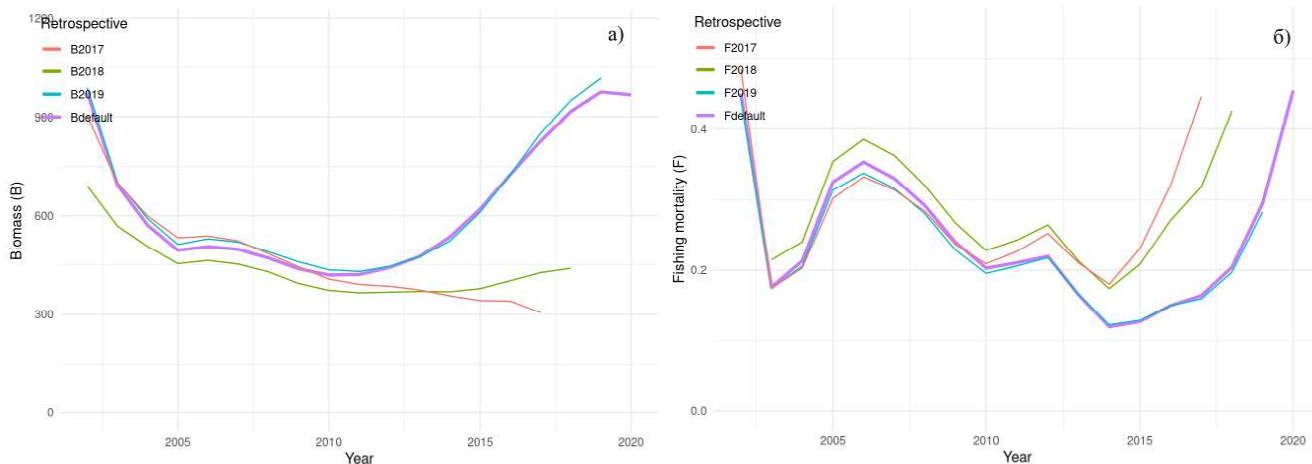 1200
Retrospective
B2017
B2018
B2019
Bdefault
900
600
300
0
Biomass (B)
2005
2010
2015
2020
Year
а)
Retrospective
F2017
F2018
F2019
Fdefault
0.4
0.2
0.0
Fishing mortality (F)
2005
2010
2015
2020
Year
б)